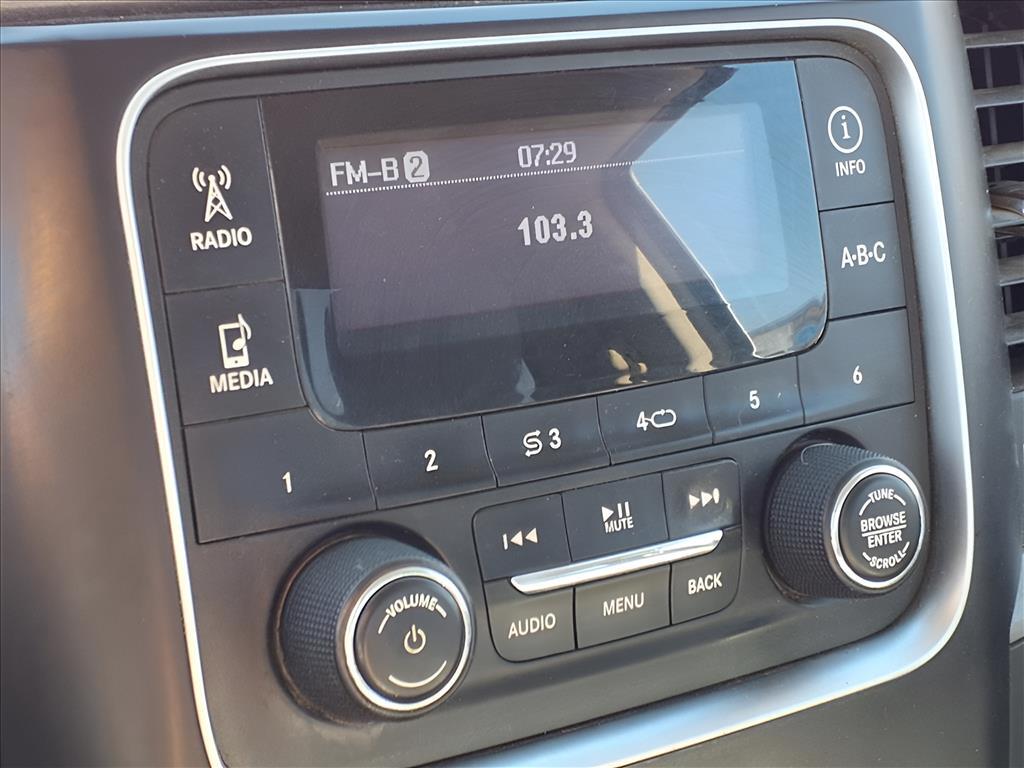 FM-B 2
07:29
103.3
RADIO
MEDIA
i
INFO
A·B·C
1
2
3
4
5
6
MUTE
AUDIO
MENU
BACK
VOLUME
TUNE
BROWSE
ENTER
SCROLL